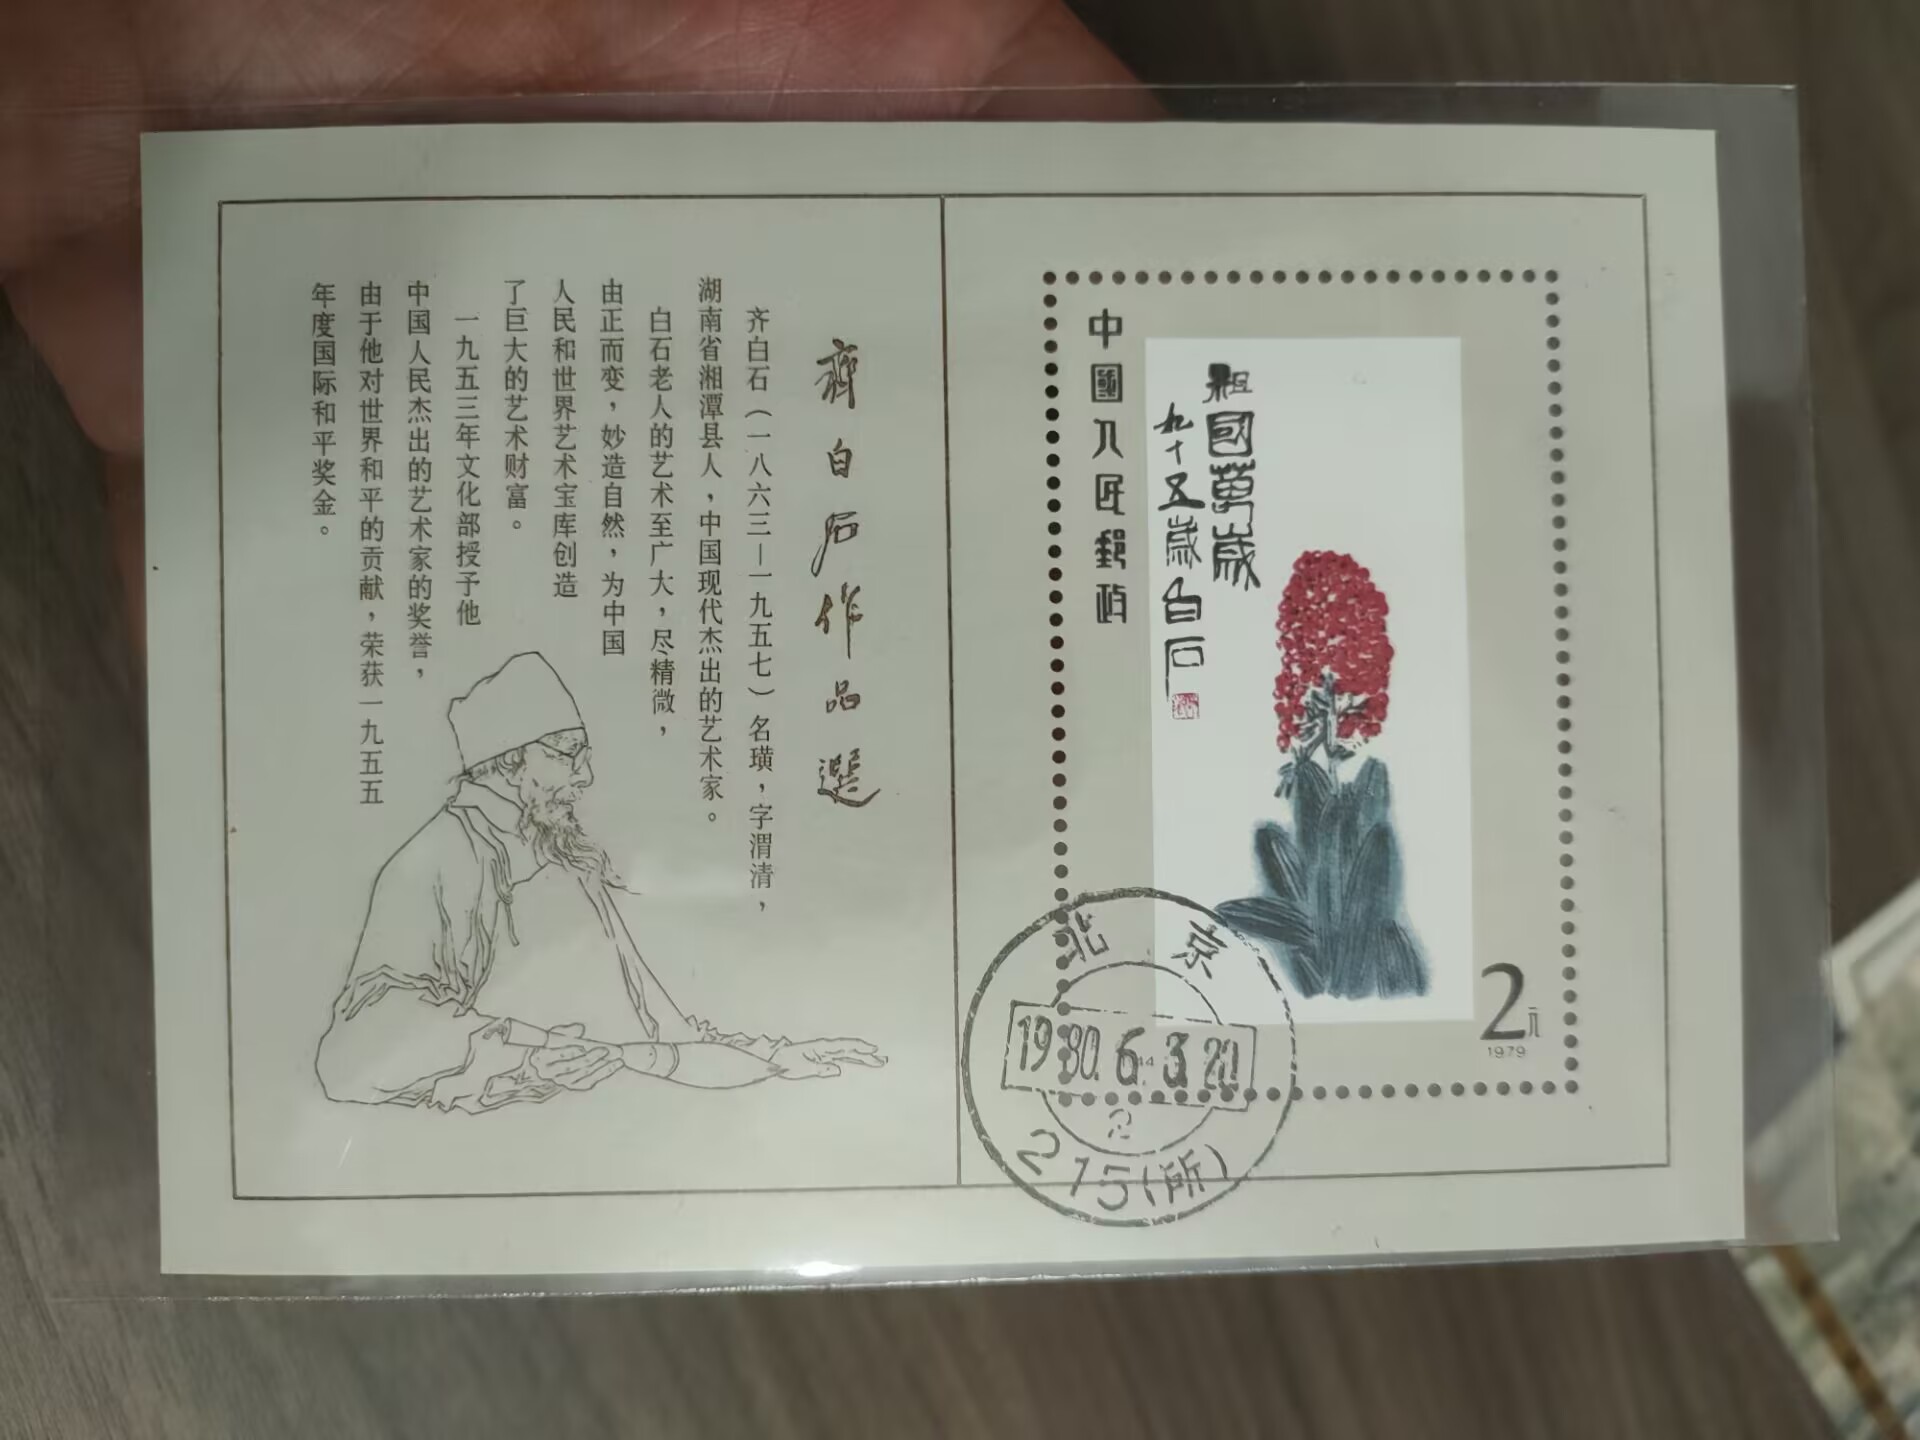 齊白石作品選
齐白石（一八六三—一九五七）名璜，字渭清，
湖南省湘潭县人，中国现代杰出的艺术家。
白石老人的艺术至广大，尽精微，
由正而变，妙造自然，为中国
人民和世界艺术宝库创造
了巨大的艺术财富。
一九五三年文化部授予他
中国人民杰出的艺术家的奖誉，
由于他对世界和平的贡献，荣获一九五五
年度国际和平奖金。
中國人民郵政
祖國萬歲
九十五歲白石
2元
1979
北京
1980.6.3.20
2
215(所)